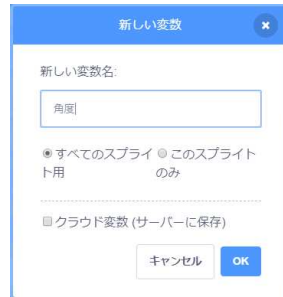 新しい変数
新しい変数名:
角度
すべてのスプライト用
このスプライトのみ
クラウド変数 (サーバーに保存)
キャンセル
OK